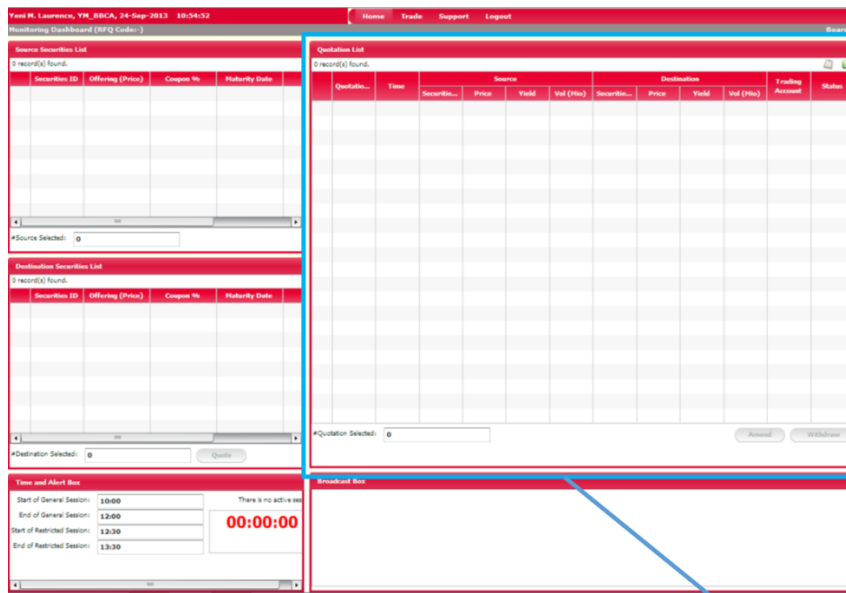 Yeni M. Laurence, YM_BBCA, 24-Sep-2013 10:54:52
Home Trade Support Logout
Monitoring Dashboard (RFQ Code:-)
Boar
Source Securities List
0 record(s) found.
Securities ID Offering (Price) Coupon % Maturity Date
#Source Selected: 0
Destination Securities List
0 record(s) found.
Securities ID Offering (Price) Coupon % Maturity Date
#Destination Selected: 0 Quote
Time and Alert Box
Start of General Session: 10:00
There is no active ses
End of General Session: 12:00
00:00:00
Start of Restricted Session: 12:30
End of Restricted Session: 13:30
Quotation List
0 record(s) found.
Source Destination
Quotatio... Time Securitie... Price Yield Vol (Mio) Securitie... Price Yield Vol (Mio) Trading Account Status
#Quotation Selected: 0 Amend Withdraw
Broadcast Box